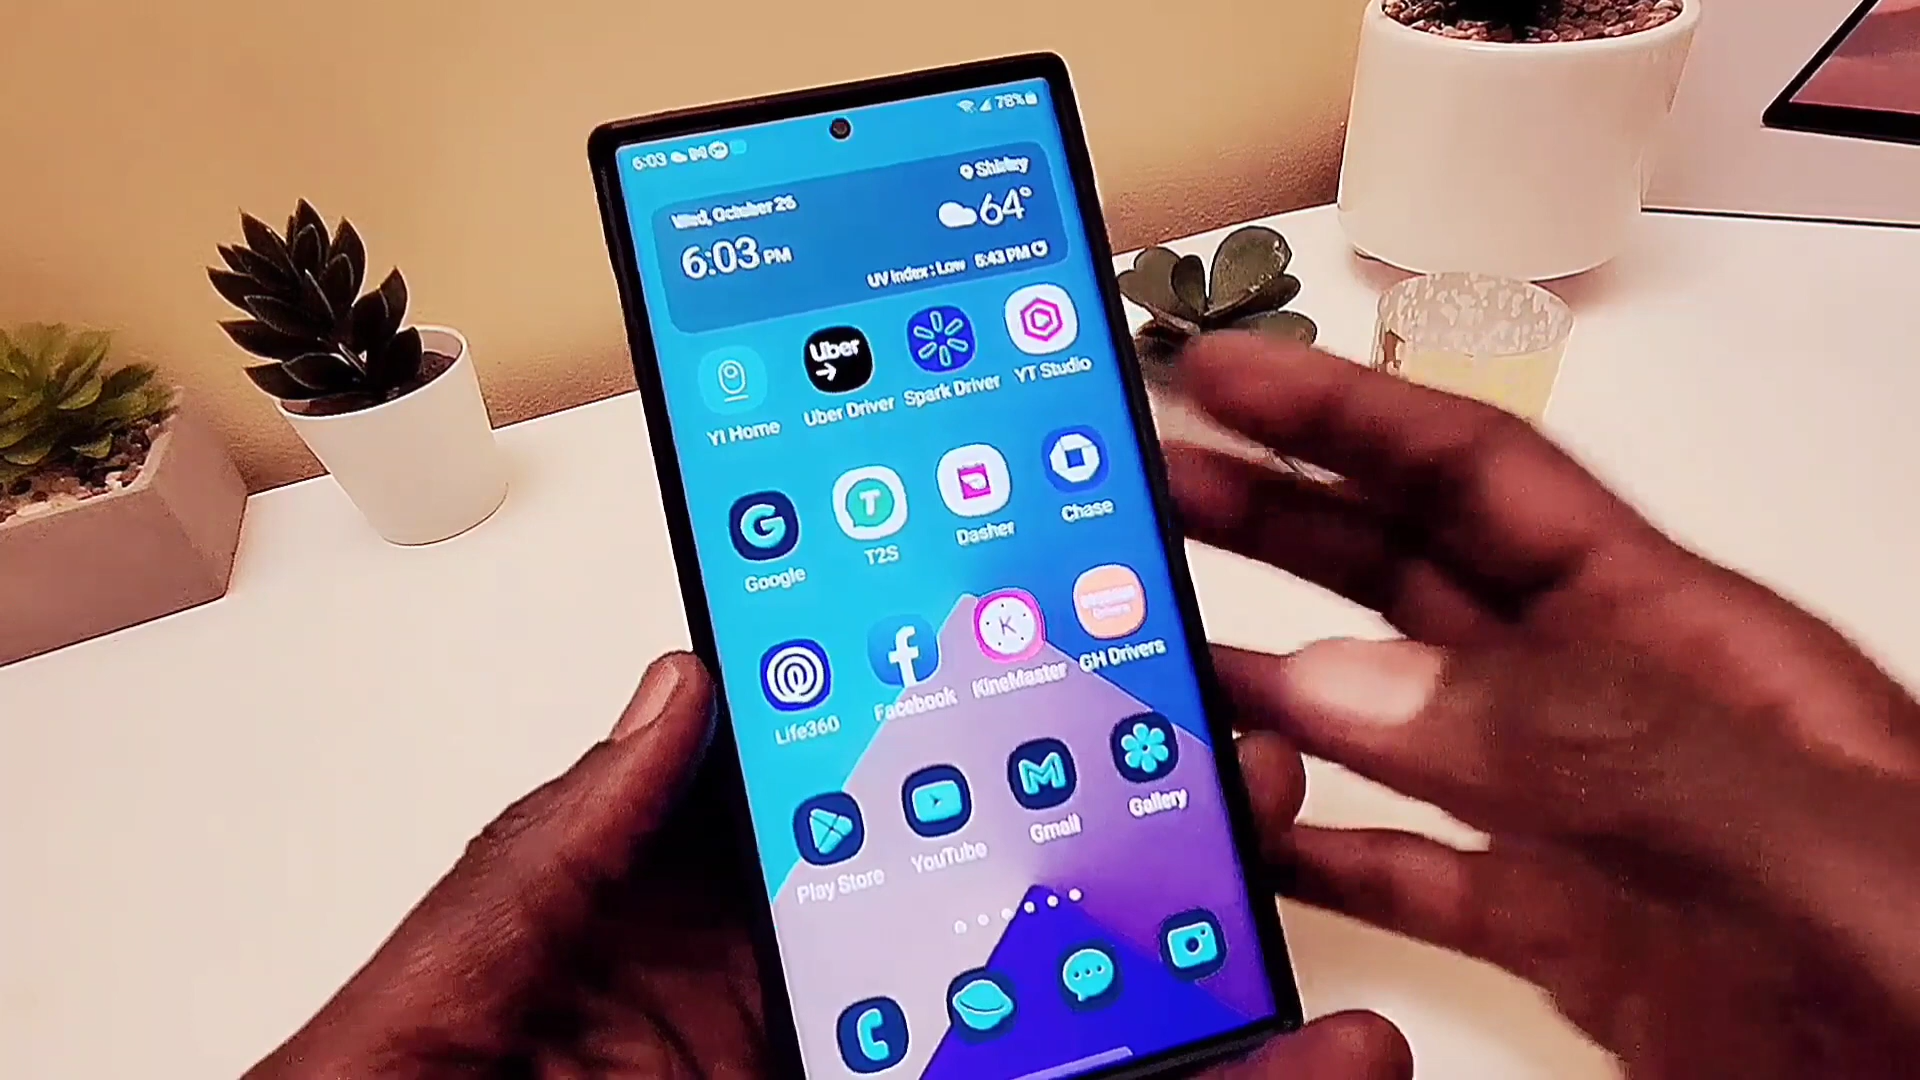 6:03
78%
Wed, October 26
Shirley
6:03 PM
64°
UV Index : Low 5:43 PM
Uber
YI Home
Uber Driver
Spark Driver
YT Studio
G
T
Google
T2S
Dasher
Chase
K
Life360
Facebook
KineMaster
GH Drivers
Play Store
YouTube
Gmail
Gallery